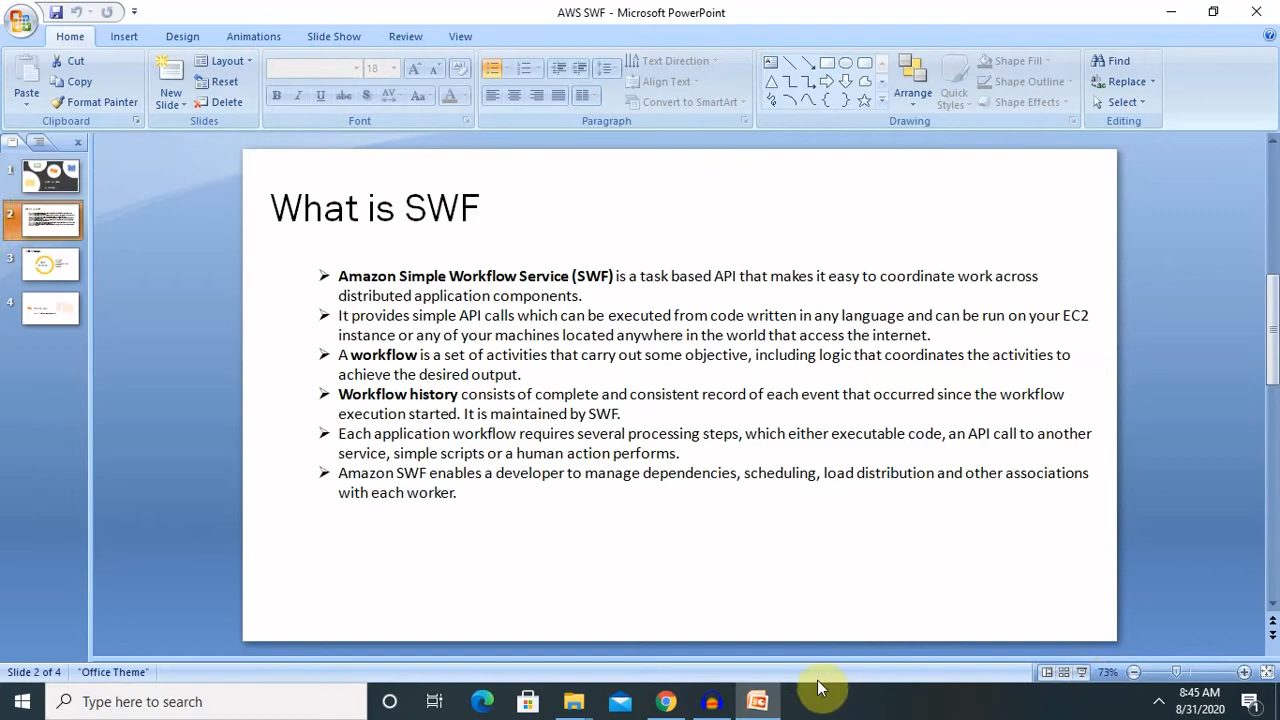 AWS SWF - Microsoft PowerPoint
Home Insert Design Animations Slide Show Review View
Paste
Cut
Copy
Format Painter
Clipboard
New Slide
Layout
Reset
Delete
Slides
18
B I U abc S AV Aa A
Font
Text Direction
Align Text
Convert to SmartArt
Paragraph
Arrange
Quick Styles
Shape Fill
Shape Outline
Shape Effects
Drawing
Find
Replace
Select
Editing
1
2
3
4
What is SWF
Amazon Simple Workflow Service (SWF) is a task based API that makes it easy to coordinate work across
distributed application components.
It provides simple API calls which can be executed from code written in any language and can be run on your EC2
instance or any of your machines located anywhere in the world that access the internet.
A workflow is a set of activities that carry out some objective, including logic that coordinates the activities to
achieve the desired output.
Workflow history consists of complete and consistent record of each event that occurred since the workflow
execution started. It is maintained by SWF.
Each application workflow requires several processing steps, which either executable code, an API call to another
service, simple scripts or a human action performs.
Amazon SWF enables a developer to manage dependencies, scheduling, load distribution and other associations
with each worker.
Slide 2 of 4 "Office Theme" 73%
Type here to search
8:45 AM
8/31/2020
1